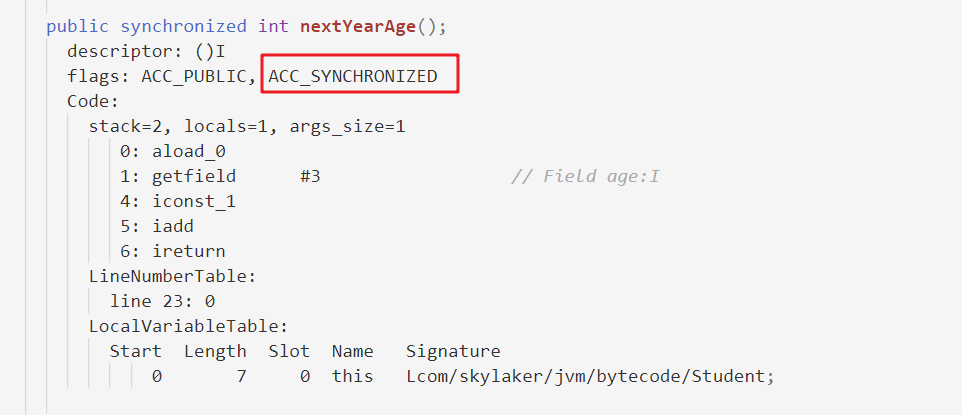 public synchronized int nextYearAge();
descriptor: ()I
flags: ACC_PUBLIC, ACC_SYNCHRONIZED
Code:
stack=2, locals=1, args_size=1
0: aload_0
1: getfield      #3                  // Field age:I
4: iconst_1
5: iadd
6: ireturn
LineNumberTable:
line 23: 0
LocalVariableTable:
Start  Length  Slot  Name   Signature
0       7     0  this   Lcom/skylaker/jvm/bytecode/Student;